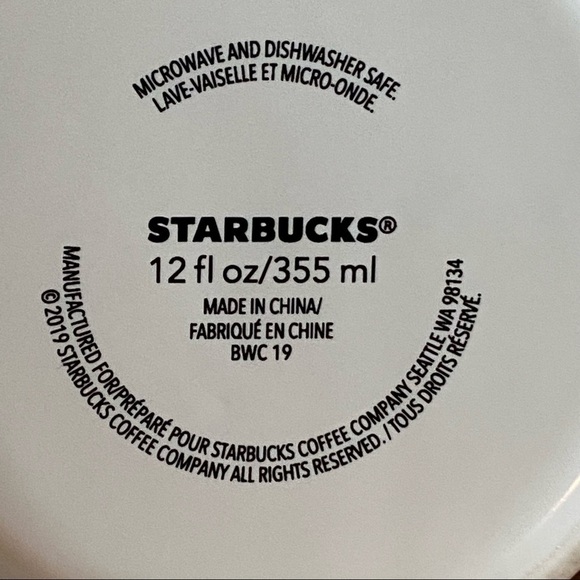 MICROWAVE AND DISHWASHER SAFE.
LAVE-VAISELLE ET MICRO-ONDE.
STARBUCKS®
12 fl oz/355 ml
MADE IN CHINA/
FABRIQUÉ EN CHINE
BWC 19
MANUFACTURED FOR/PRÉPARÉ POUR STARBUCKS COFFEE COMPANY SEATTLE WA 98134
© 2019 STARBUCKS COFFEE COMPANY ALL RIGHTS RESERVED. / TOUS DROITS RÉSERVÉ.